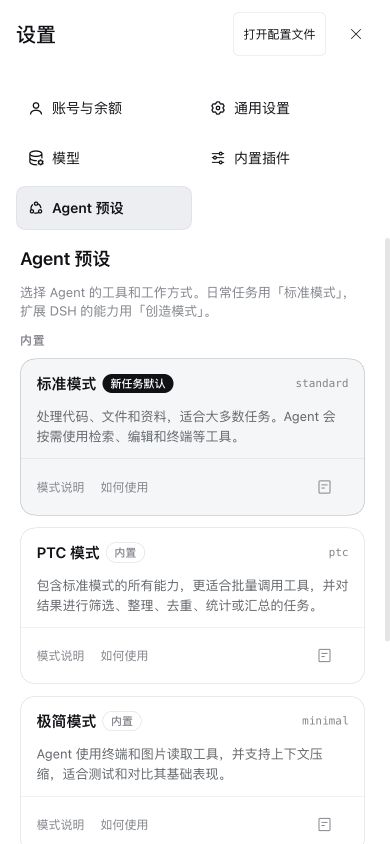 设置
打开配置文件
账号与余额
通用设置
模型
内置插件
Agent 预设
Agent 预设
选择 Agent 的工具和工作方式。日常任务用「标准模式」，
扩展 DSH 的能力用「创造模式」。
内置
标准模式 新任务默认 standard
处理代码、文件和资料，适合大多数任务。Agent 会
按需使用检索、编辑和终端等工具。
模式说明 如何使用
PTC 模式 内置 ptc
包含标准模式的所有能力，更适合批量调用工具，并对
结果进行筛选、整理、去重、统计或汇总的任务。
模式说明 如何使用
极简模式 内置 minimal
Agent 使用终端和图片读取工具，并支持上下文压
缩，适合测试和对比其基础表现。
模式说明 如何使用